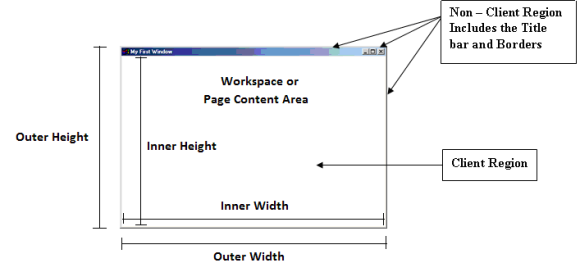 Non – Client Region
Includes the Title
bar and Borders
My First Window
Workspace or
Page Content Area
Outer Height
Inner Height
Client Region
Inner Width
Outer Width